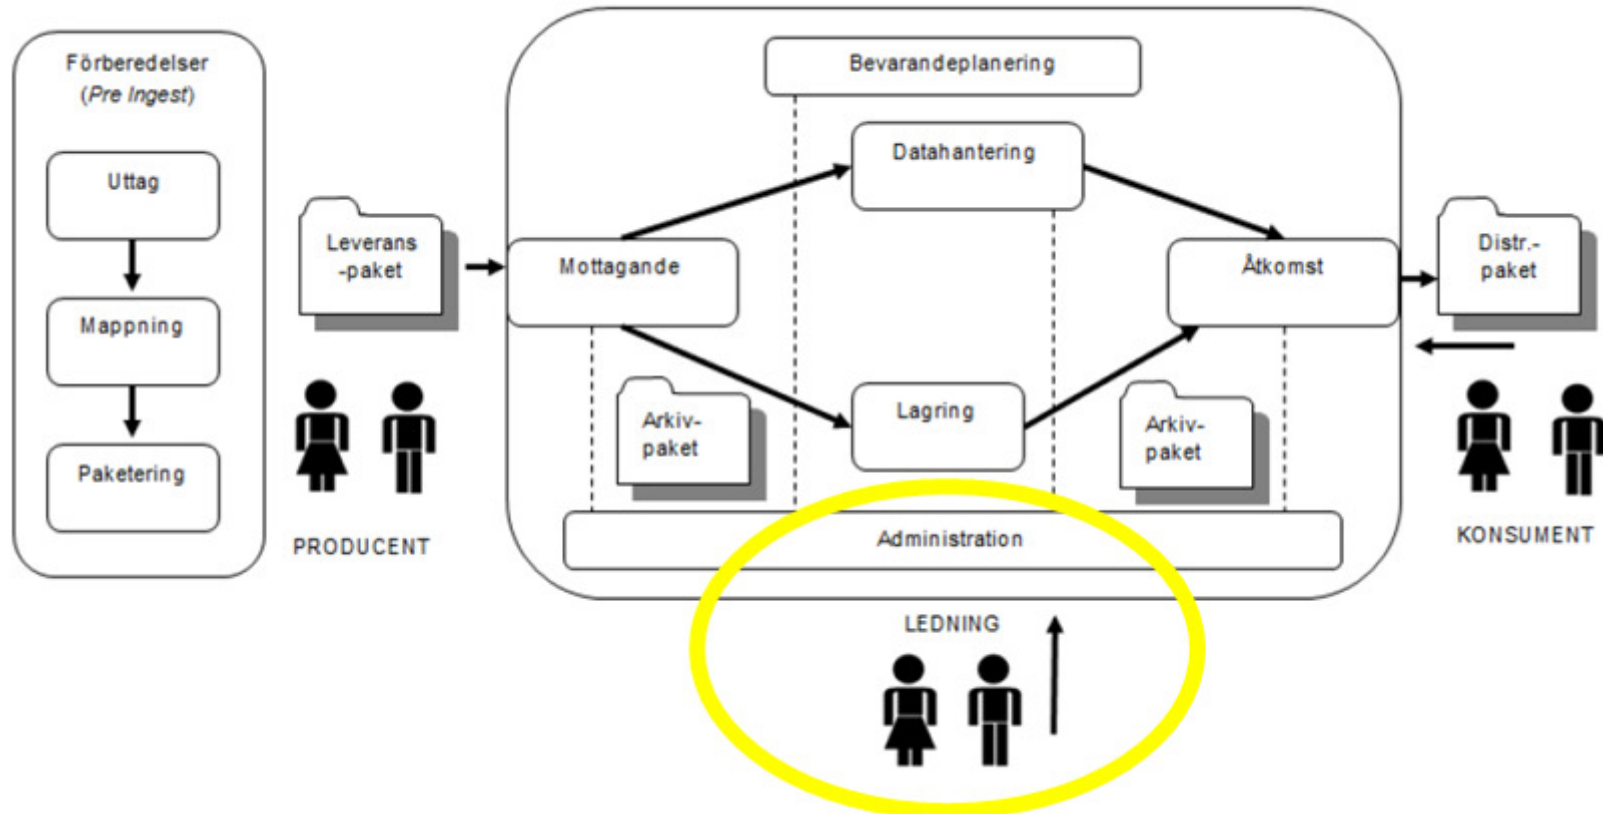 Förberedelser
(Pre Ingest)
Uttag
Mappning
Paketering
Leverans
-paket
PRODUCENT
Bevarandeplanering
Datahantering
Mottagande
Åtkomst
Lagring
Arkiv-
paket
Arkiv-
paket
Administration
LEDNING
Distr.-
paket
KONSUMENT